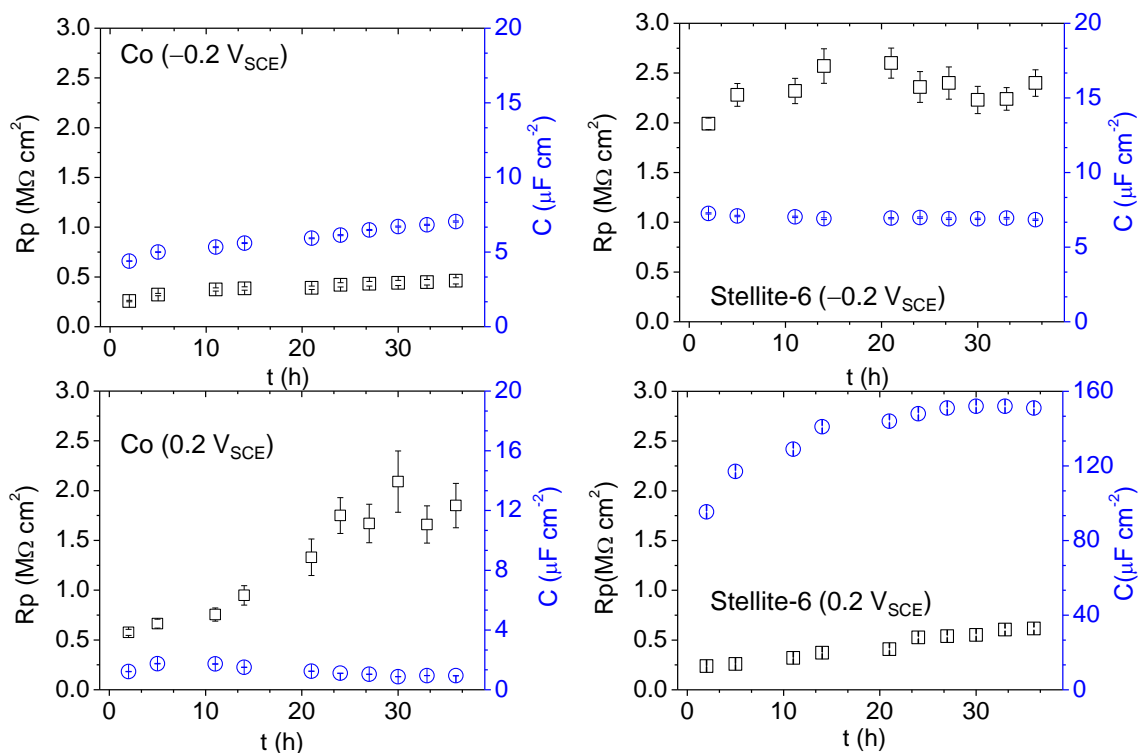 Co (−0.2 V_SCE)
Rp (MΩ cm²)
3.0
2.5
2.0
1.5
1.0
0.5
0.0
20
15
10
5
0
C (μF cm⁻²)
0 10 20 30
t (h)
Stellite-6 (−0.2 V_SCE)
Rp (MΩ cm²)
3.0
2.5
2.0
1.5
1.0
0.5
0.0
20
15
10
5
0
C (μF cm⁻²)
0 10 20 30
t (h)
Co (0.2 V_SCE)
Rp (MΩ cm²)
3.0
2.5
2.0
1.5
1.0
0.5
0.0
20
16
12
8
4
0
C (μF cm⁻²)
0 10 20 30
t (h)
Stellite-6 (0.2 V_SCE)
Rp(MΩ cm²)
3.0
2.5
2.0
1.5
1.0
0.5
0.0
160
120
80
40
0
C(μF cm⁻²)
0 10 20 30
t (h)